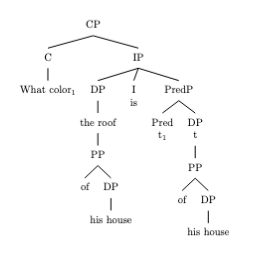 CP
C IP
What color₁ DP I PredP
is
the roof Pred DP
t₁ t
PP
PP
of DP
of DP
his house
his house